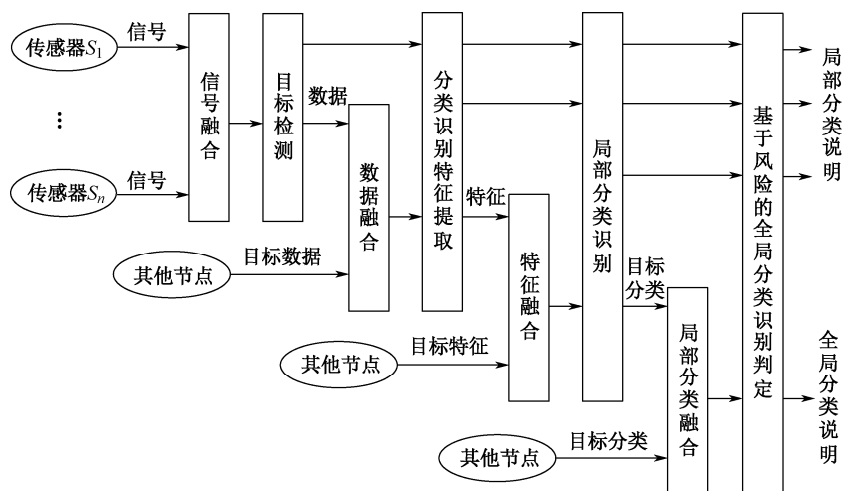 传感器S1
信号
⋮
传感器Sn
信号
信号融合
目标检测
数据
其他节点
目标数据
数据融合
分类识别特征提取
特征
其他节点
目标特征
特征融合
局部分类识别
目标
分类
其他节点
目标分类
局部分类融合
基于风险的全局分类识别判定
局部分类说明
全局分类说明